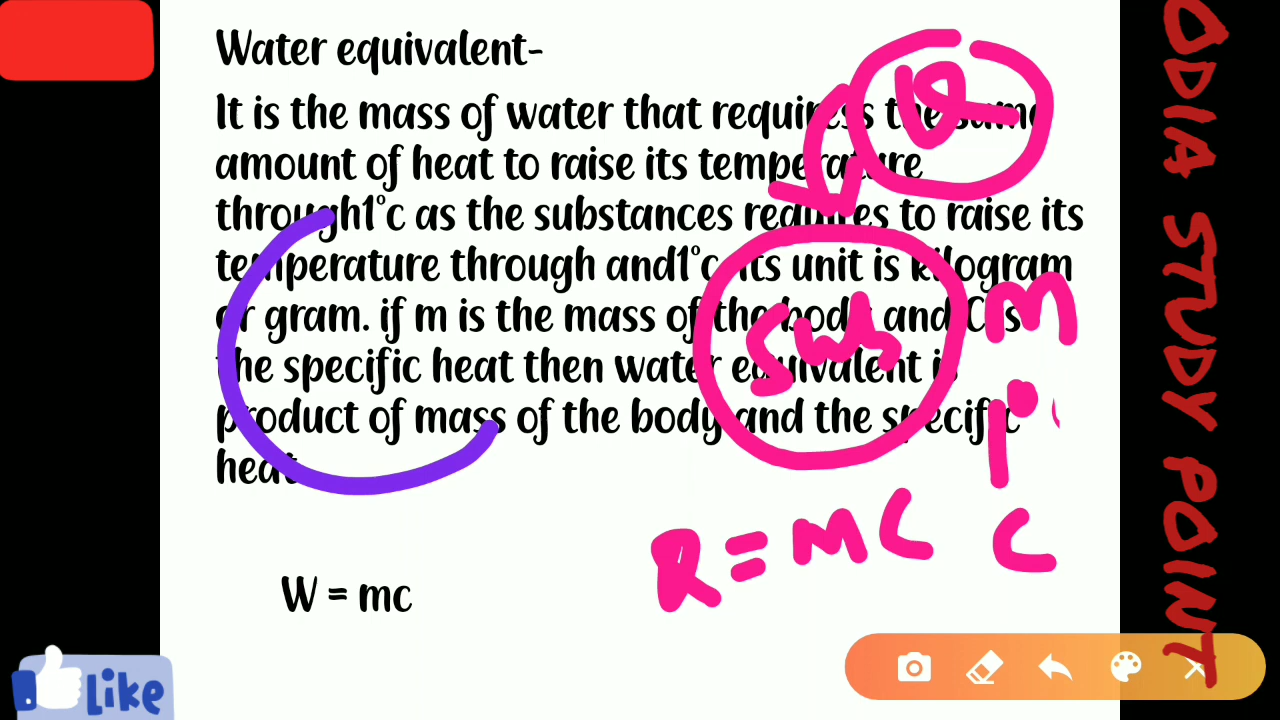 Water equivalent-
It is the mass of water that requires the same
amount of heat to raise its temperature
through1°c as the substances requires to raise its
temperature through and1°c its unit is kilogram
or gram. if m is the mass of the body and C is
the specific heat then water equivalent is
product of mass of the body and the specific
heat
W = mc
Q
Sub
m
1°
C
R=mc
ODIA STUDY POINT
Like